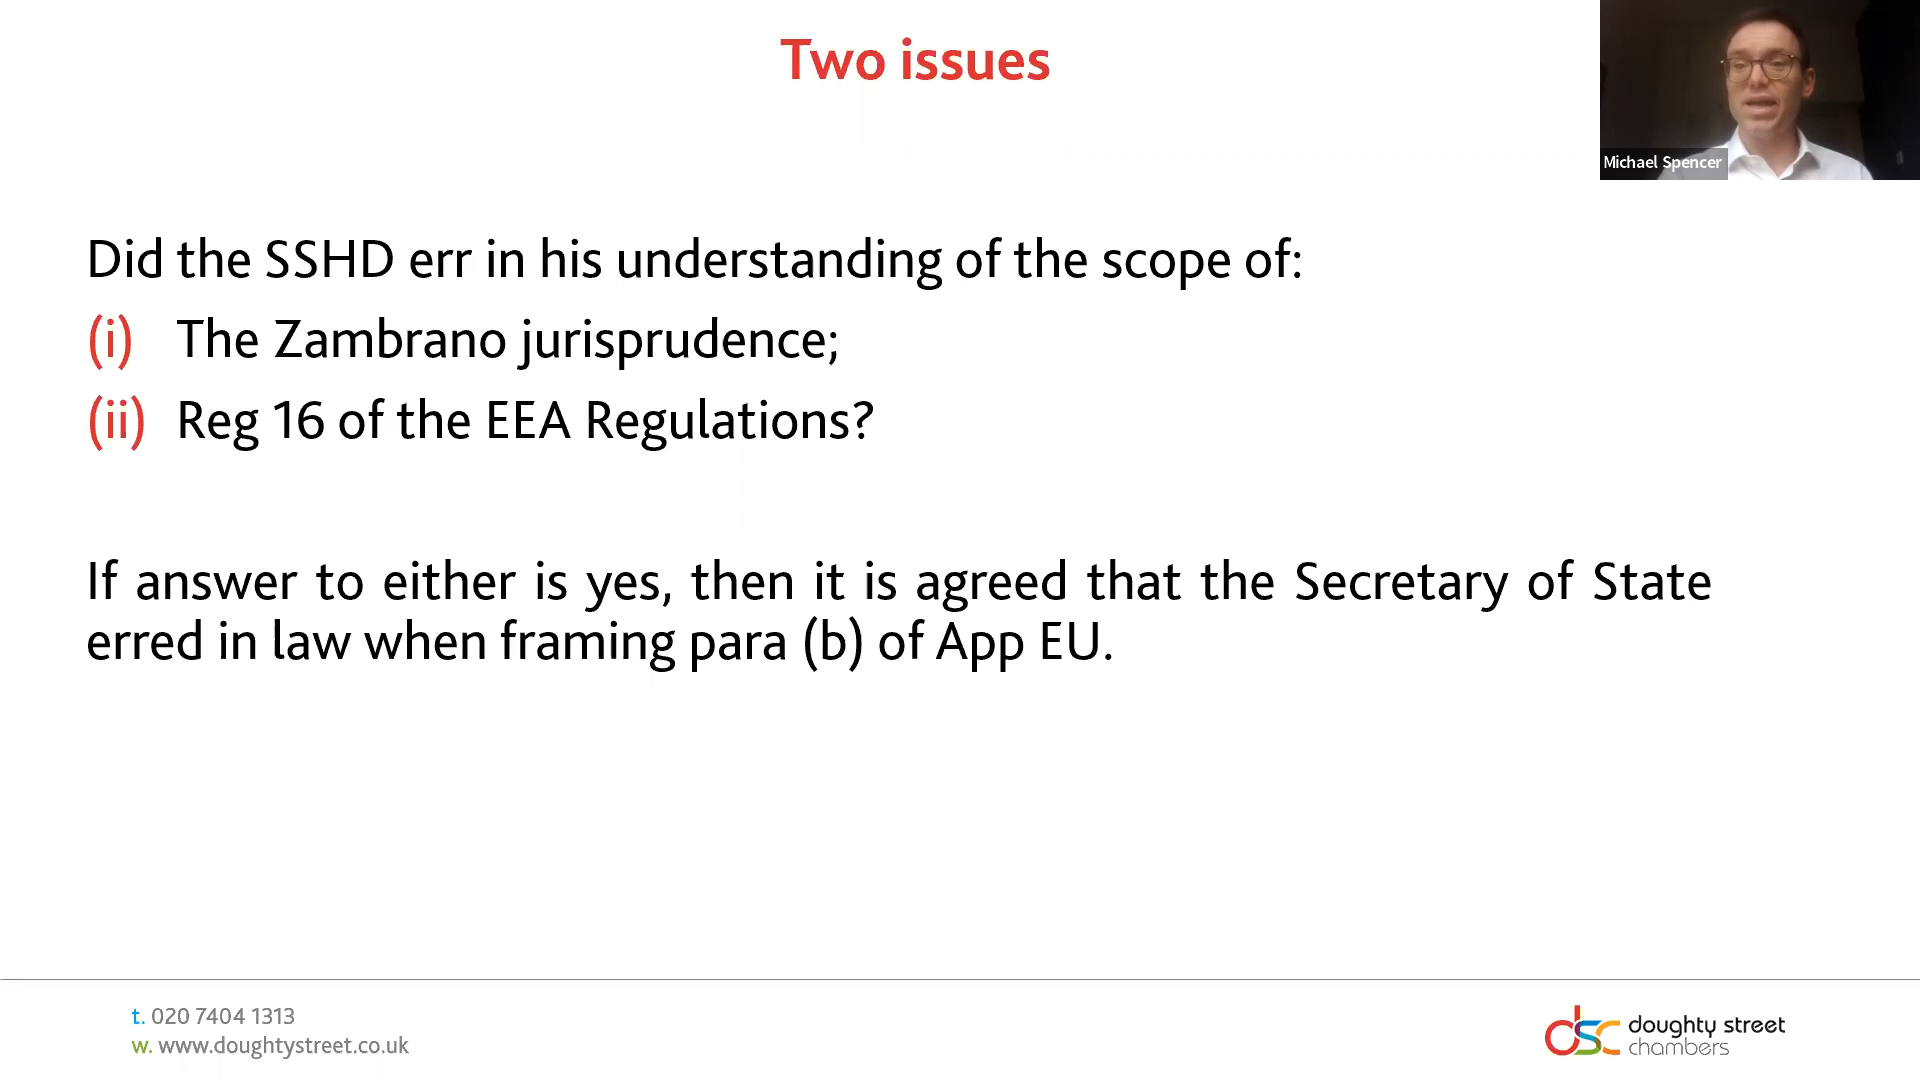 Two issues
Michael Spencer
Did the SSHD err in his understanding of the scope of:
(i) The Zambrano jurisprudence;
(ii) Reg 16 of the EEA Regulations?
If answer to either is yes, then it is agreed that the Secretary of State
erred in law when framing para (b) of App EU.
t. 020 7404 1313
w. www.doughtystreet.co.uk
dsc doughty street
chambers